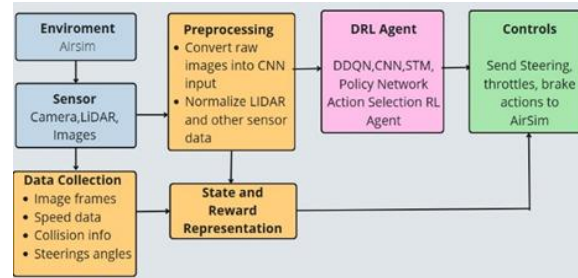 Enviroment
Airsim
Sensor
Camera,LiDAR,
Images
Data Collection
• Image frames
• Speed data
• Collision info
• Steerings angles
Preprocessing
• Convert raw
images into CNN
input
• Normalize LIDAR
and other sensor
data
State and
Reward
Representation
DRL Agent
DDQN,CNN,STM,
Policy Network
Action Selection RL
Agent
Controls
Send Steering,
throttles, brake
actions to
AirSim